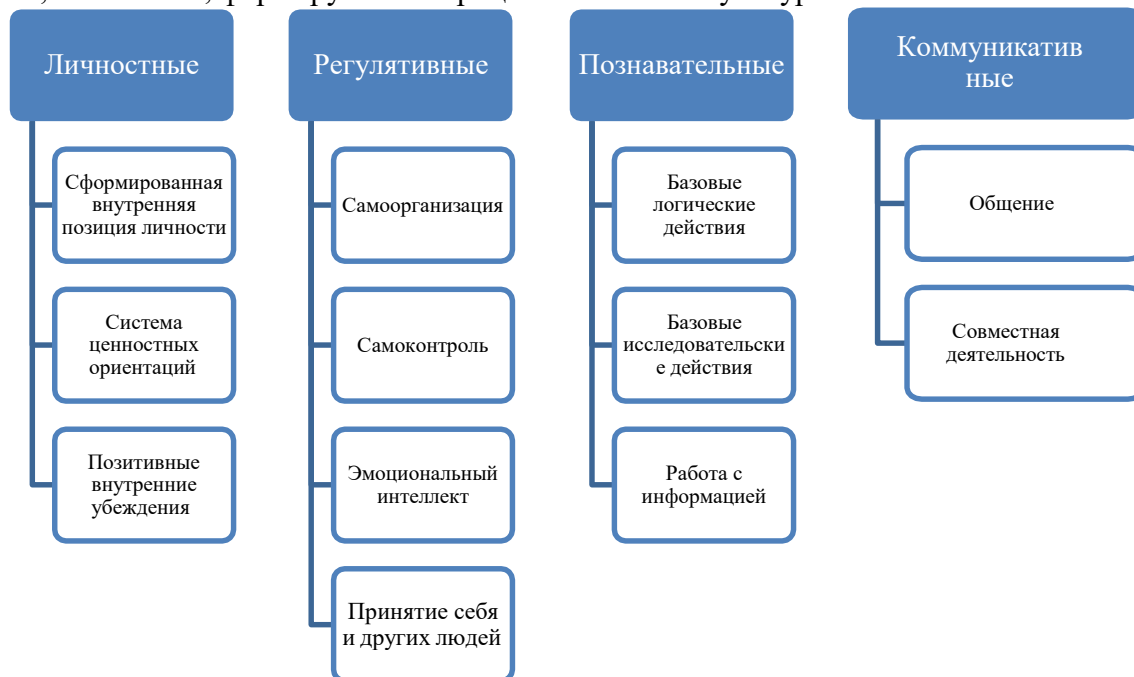 Личностные
Сформированная
внутренняя
позиция личности
Система
ценностных
ориентаций
Позитивные
внутренние
убеждения
Регулятивные
Самоорганизация
Самоконтроль
Эмоциональный
интеллект
Принятие себя
и других людей
Познавательные
Базовые
логические
действия
Базовые
исследовательски
е действия
Работа с
информацией
Коммуникатив
ные
Общение
Совместная
деятельность